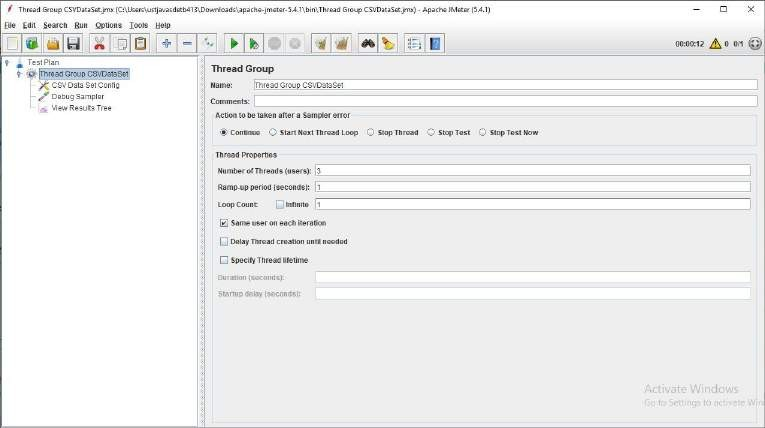 Thread Group CSVDataSet.jmx (C:\Users\ustjavasdetb413\Downloads\apache-jmeter-5.4.1\bin\Thread Group CSVDataSet.jmx) - Apache JMeter (5.4.1)
File Edit Search Run Options Tools Help
00:00:12 0 0/1
Test Plan
Thread Group CSVDataSet
CSV Data Set Config
Debug Sampler
View Results Tree
Thread Group
Name: Thread Group CSVDataSet
Comments:
Action to be taken after a Sampler error
Continue Start Next Thread Loop Stop Thread Stop Test Stop Test Now
Thread Properties
Number of Threads (users): 3
Ramp-up period (seconds): 1
Loop Count: Infinite 1
Same user on each iteration
Delay Thread creation until needed
Specify Thread lifetime
Duration (seconds):
Startup delay (seconds):
Activate Windows
Go to Settings to activate Win